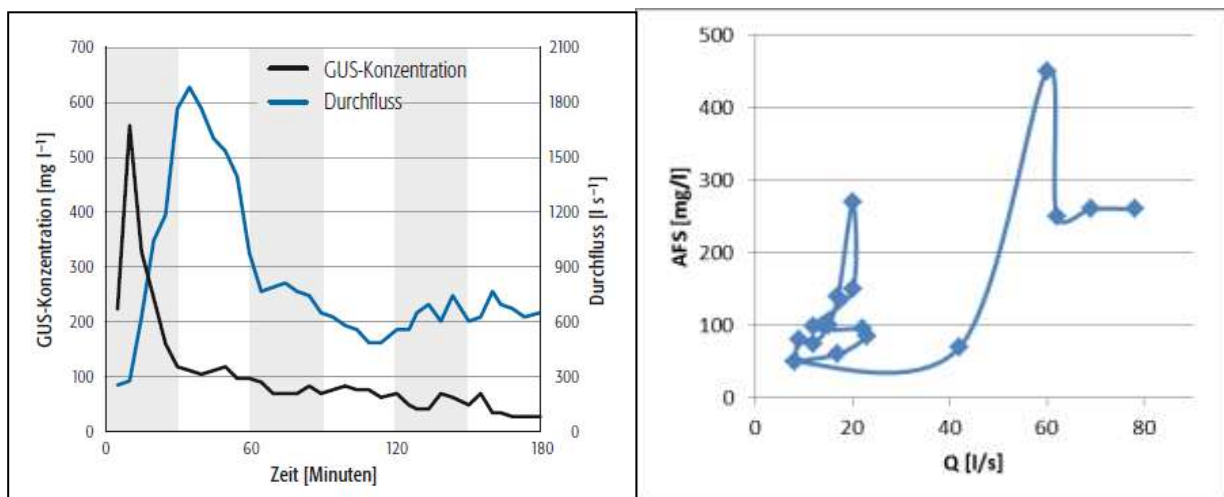 700
600
500
400
300
200
100
0
GUS-Konzentration [mg l⁻¹]
GUS-Konzentration
Durchfluss
2100
1800
1500
1200
900
600
300
0
Durchfluss [l s⁻¹]
0 60 120 180
Zeit [Minuten]
500
400
300
200
100
0
AFS [mg/l]
0 20 40 60 80
Q [l/s]